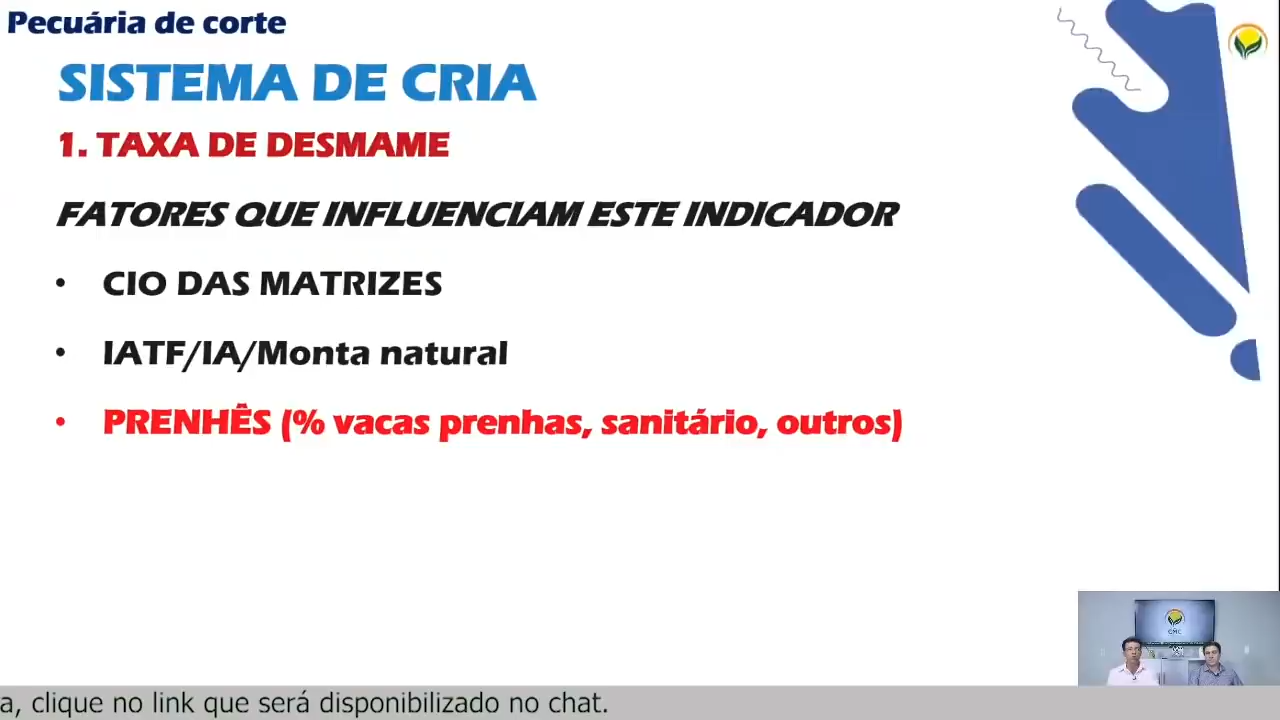 Pecuária de corte
SISTEMA DE CRIA
1. TAXA DE DESMAME
FATORES QUE INFLUENCIAM ESTE INDICADOR
• CIO DAS MATRIZES
• IATF/IA/Monta natural
• PRENHÊS (% vacas prenhas, sanitário, outros)
CMC
a, clique no link que será disponibilizado no chat.